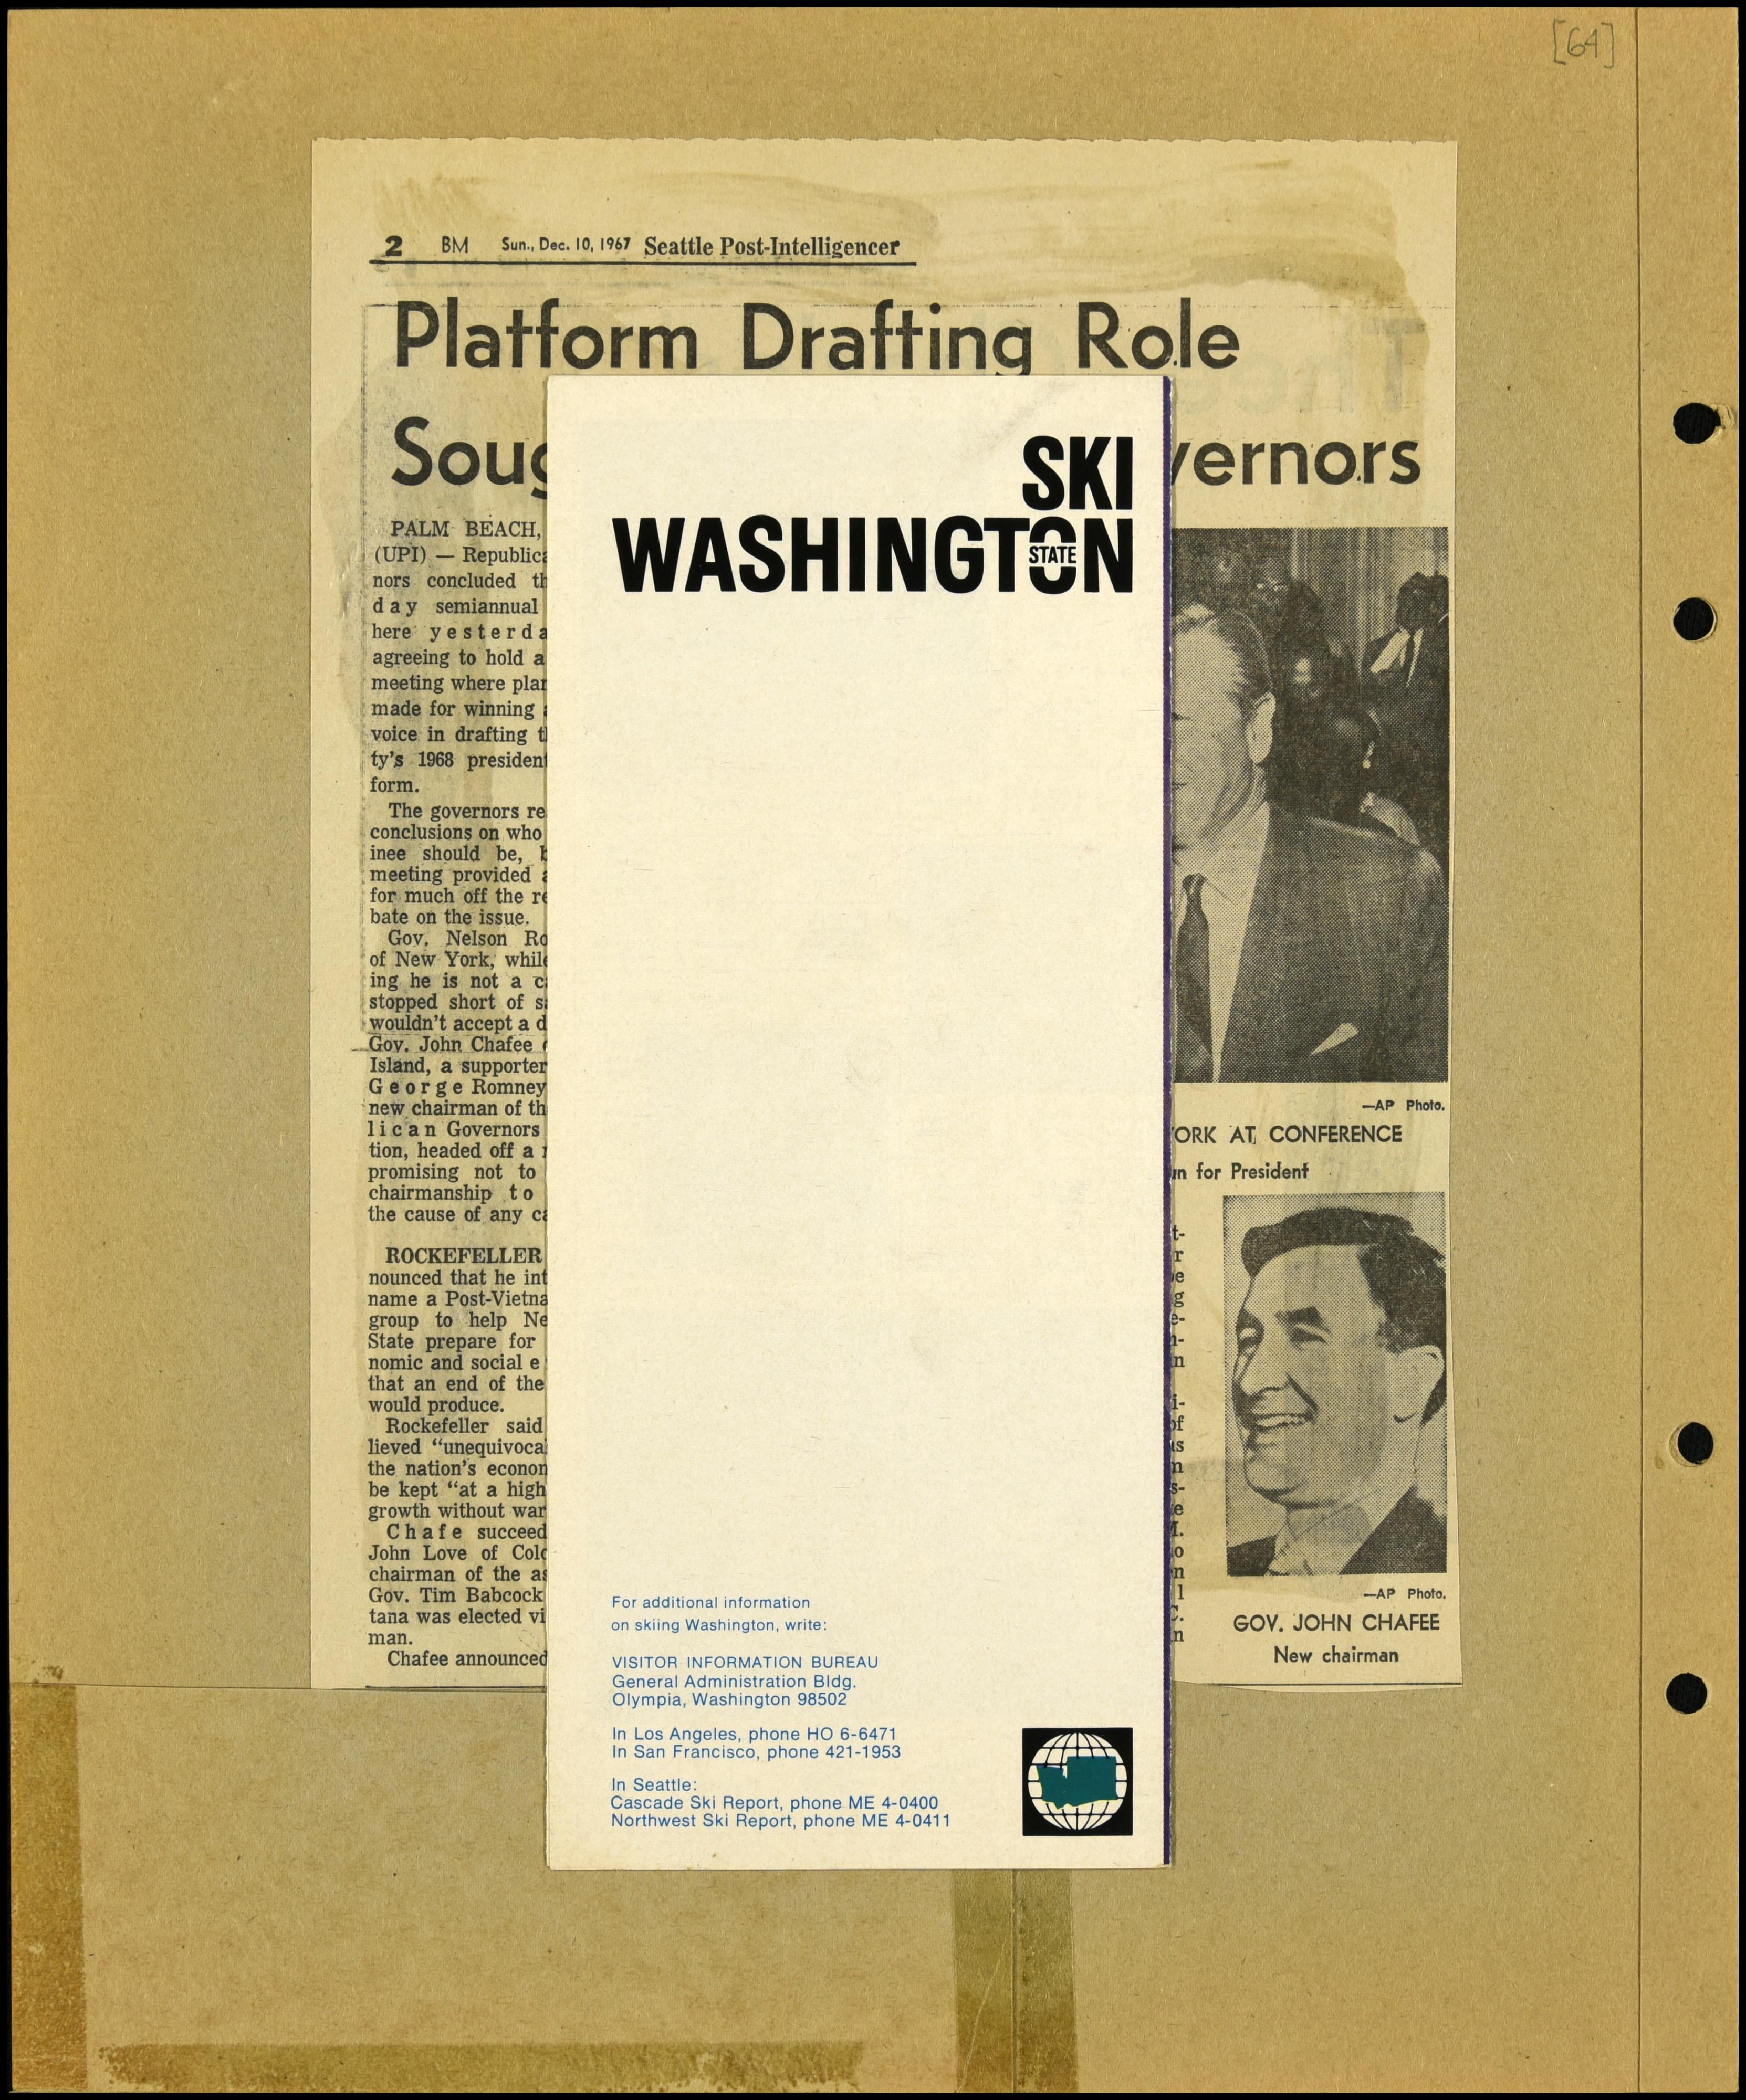 [64]
2 BM Sun., Dec. 10, 1967 Seattle Post-Intelligencer
Platform Drafting Role
Soug
vernors
PALM BEACH,
(UPI) — Republica
nors concluded th
day semiannual
here yesterda
agreeing to hold a
meeting where plan
made for winning a
voice in drafting t
ty's 1968 president
form.
The governors re
conclusions on who
inee should be, b
meeting provided a
for much off the re
bate on the issue.
Gov. Nelson Ro
of New York, while
ing he is not a c
stopped short of s
wouldn't accept a d
Gov. John Chafee
Island, a supporter
George Romney
new chairman of th
lican Governors
tion, headed off a
promising not to
chairmanship to
the cause of any ca
ROCKEFELLER
nounced that he int
name a Post-Vietna
group to help Ne
State prepare for
nomic and social e
that an end of the
would produce.
Rockefeller said
lieved "unequivoca
the nation's econon
be kept "at a high
growth without war
Chafe succeed
John Love of Colo
chairman of the as
Gov. Tim Babcock
tana was elected vi
man.
Chafee announced
SKI
WASHINGTON
STATE
For additional information
on skiing Washington, write:
VISITOR INFORMATION BUREAU
General Administration Bldg.
Olympia, Washington 98502
In Los Angeles, phone HO 6-6471
In San Francisco, phone 421-1953
In Seattle:
Cascade Ski Report, phone ME 4-0400
Northwest Ski Report, phone ME 4-0411
—AP Photo.
ORK AT CONFERENCE
un for President
t-
r
e
g
e-
n-
n
i-
of
as
m
s-
e
M.
o
n
l
C.
n
—AP Photo.
GOV. JOHN CHAFEE
New chairman